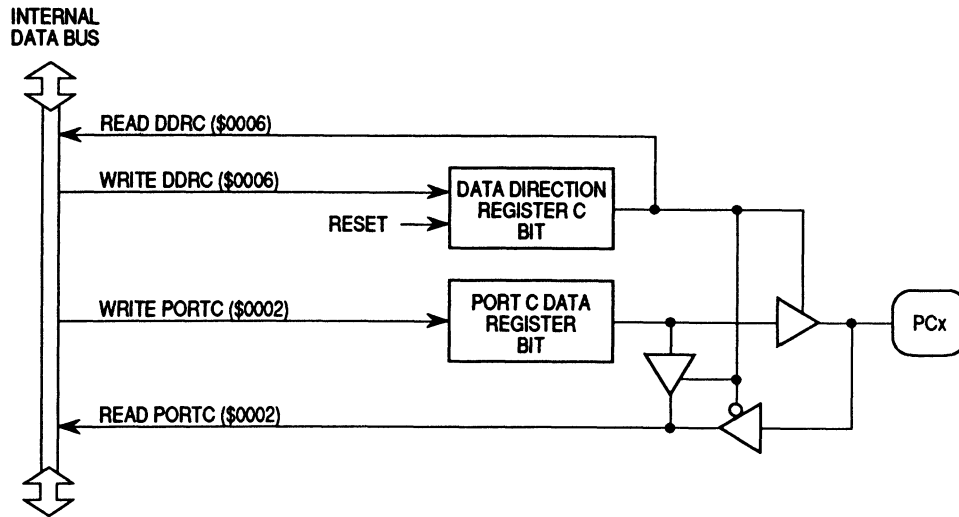 INTERNAL
DATA BUS
READ DDRC ($0006)
WRITE DDRC ($0006)
RESET
DATA DIRECTION
REGISTER C
BIT
WRITE PORTC ($0002)
PORT C DATA
REGISTER
BIT
PCx
READ PORTC ($0002)